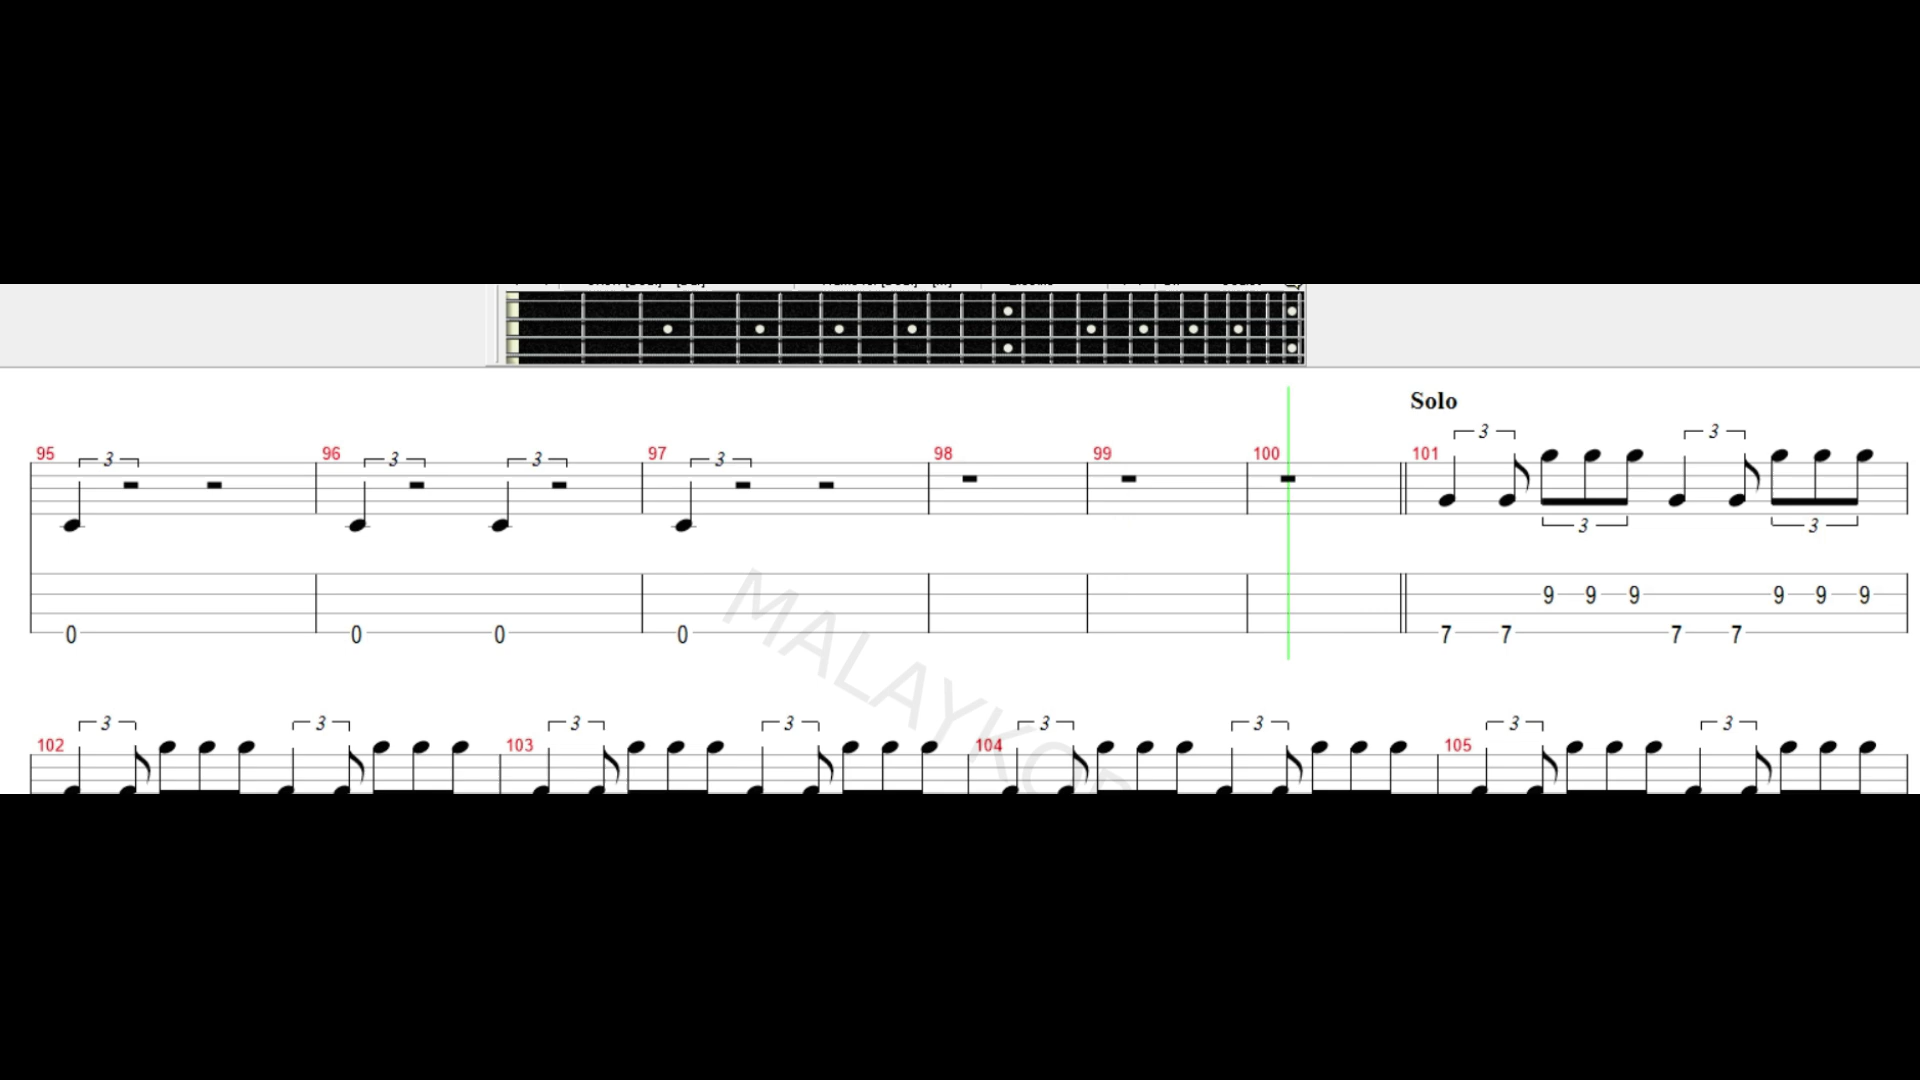 Solo
3 3
95 3 96 3 3 97 3 98 99 100 101
3 3
9 9 9 9 9 9
0 0 0 0 7 7 7 7
MALAYKO
3 3 3 3 3 3 3 3
102 103 104 105